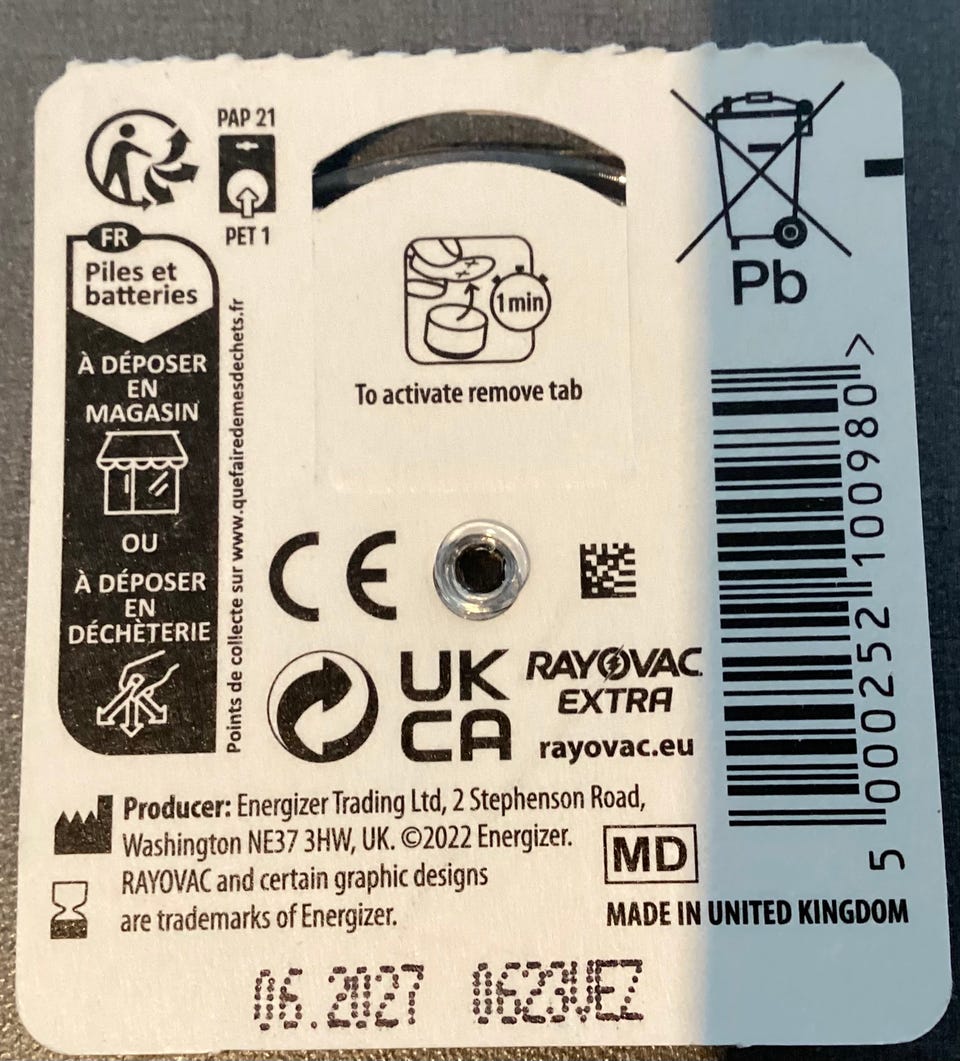 PAP 21
PET 1
FR
Piles et
batteries
À DÉPOSER
EN
MAGASIN
OU
À DÉPOSER
EN
DÉCHÈTERIE
Points de collecte sur www.quefairedemesdechets.fr
1 min
To activate remove tab
Pb
5 000252 100980 >
CE
UK
CA
RAYOVAC
EXTRA
rayovac.eu
Producer: Energizer Trading Ltd, 2 Stephenson Road,
Washington NE37 3HW, UK. ©2022 Energizer.
RAYOVAC and certain graphic designs
are trademarks of Energizer.
MD
MADE IN UNITED KINGDOM
06.2027